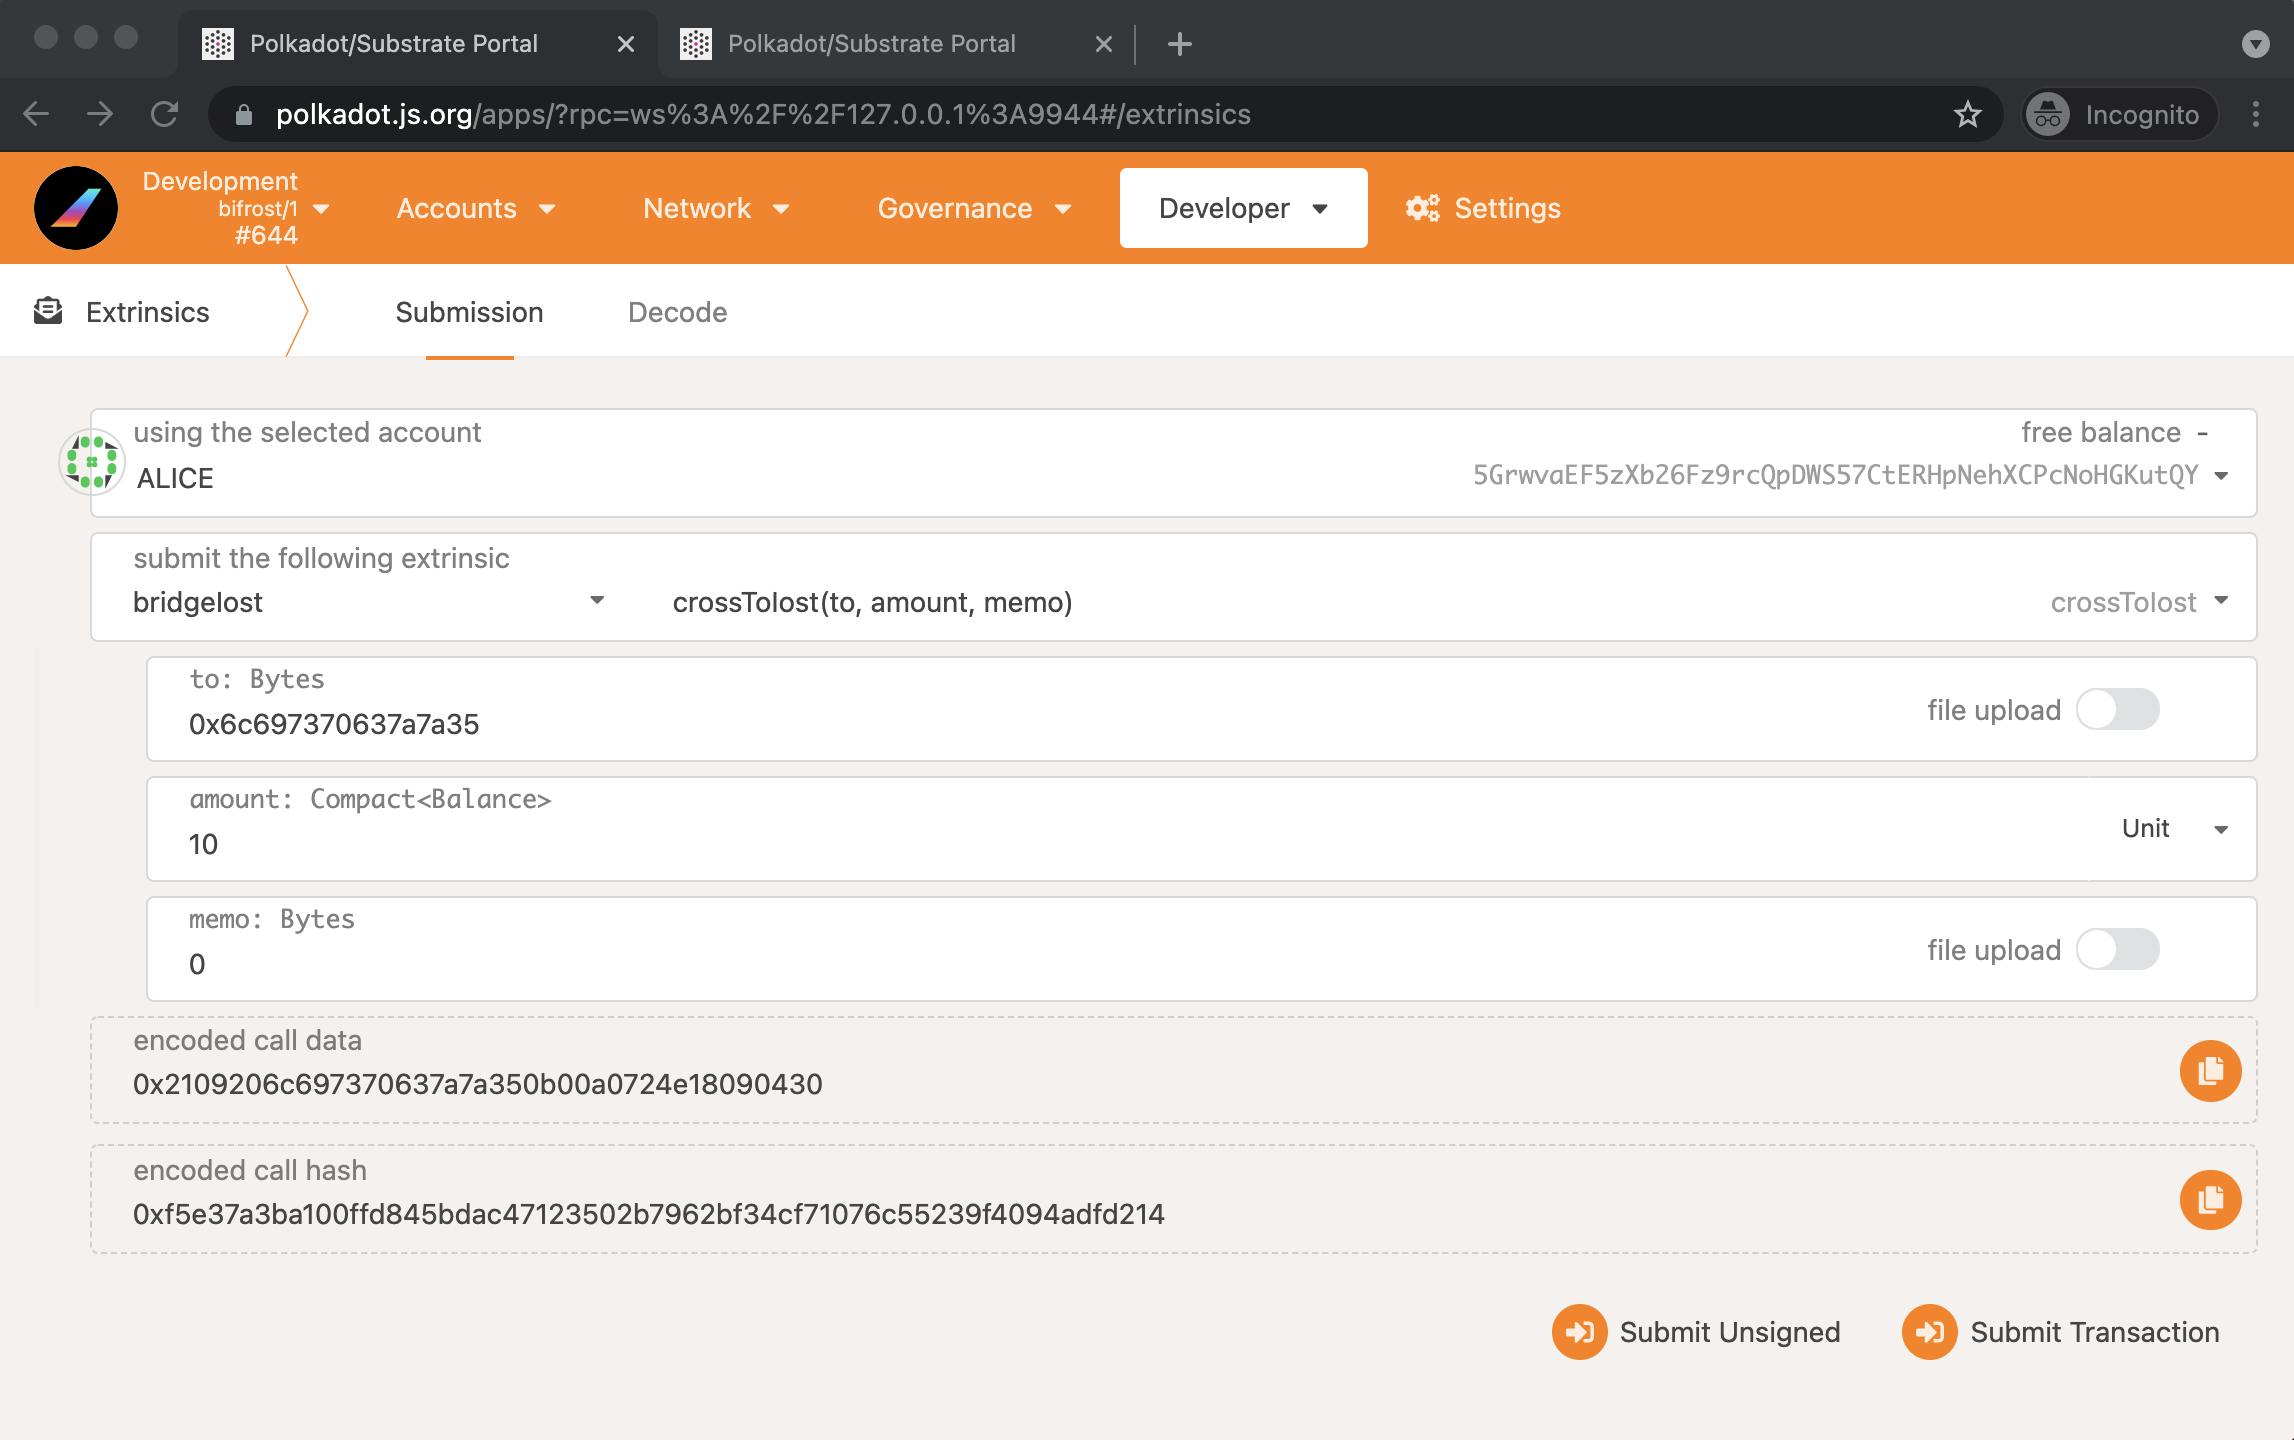 Polkadot/Substrate Portal
Polkadot/Substrate Portal
polkadot.js.org/apps/?rpc=ws%3A%2F%2F127.0.0.1%3A9944#/extrinsics
Incognito
Development
bifrost/1
#644
Accounts
Network
Governance
Developer
Settings
Extrinsics
Submission
Decode
using the selected account
free balance -
ALICE
5GrwvaEF5zXb26Fz9rcQpDWS57CtERHpNehXCPcNoHGKutQY
submit the following extrinsic
bridgeIost
crossToIost(to, amount, memo)
crossToIost
to: Bytes
0x6c697370637a7a35
file upload
amount: Compact<Balance>
10
Unit
memo: Bytes
0
file upload
encoded call data
0x2109206c697370637a7a350b00a0724e18090430
encoded call hash
0xf5e37a3ba100ffd845bdac47123502b7962bf34cf71076c55239f4094adfd214
Submit Unsigned
Submit Transaction